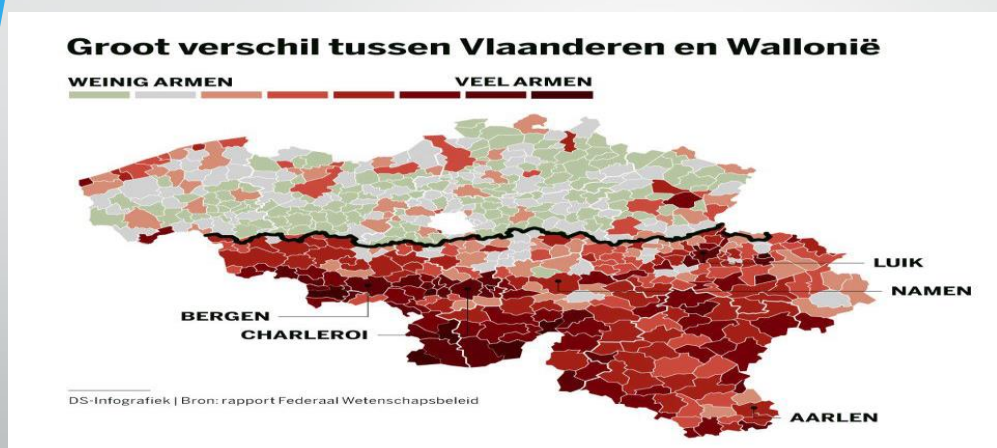 Groot verschil tussen Vlaanderen en Wallonië
WEINIG ARMEN VEEL ARMEN
LUIK
NAMEN
BERGEN
CHARLEROI
DS-Infografiek | Bron: rapport Federaal Wetenschapsbeleid
AARLEN